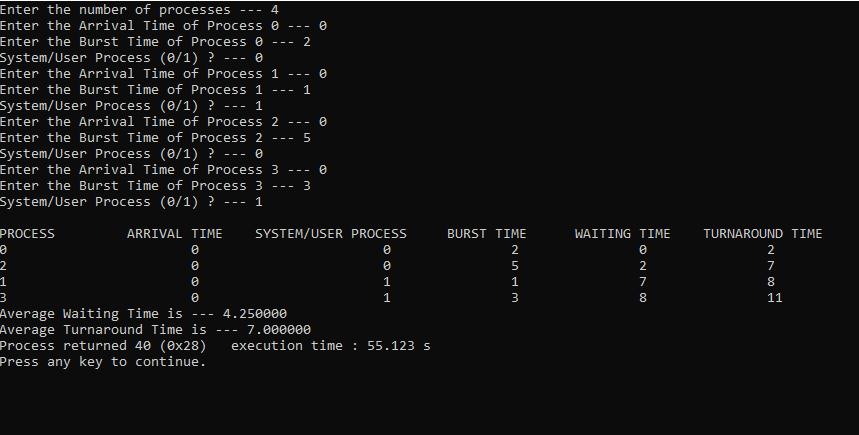 Enter the number of processes --- 4
Enter the Arrival Time of Process 0 --- 0
Enter the Burst Time of Process 0 --- 2
System/User Process (0/1) ? --- 0
Enter the Arrival Time of Process 1 --- 0
Enter the Burst Time of Process 1 --- 1
System/User Process (0/1) ? --- 1
Enter the Arrival Time of Process 2 --- 0
Enter the Burst Time of Process 2 --- 5
System/User Process (0/1) ? --- 0
Enter the Arrival Time of Process 3 --- 0
Enter the Burst Time of Process 3 --- 3
System/User Process (0/1) ? --- 1
PROCESS ARRIVAL TIME SYSTEM/USER PROCESS BURST TIME WAITING TIME TURNAROUND TIME
0 0 0 2 0 2
2 0 0 5 2 7
1 0 1 1 7 8
3 0 1 3 8 11
Average Waiting Time is --- 4.250000
Average Turnaround Time is --- 7.000000
Process returned 40 (0x28) execution time : 55.123 s
Press any key to continue.